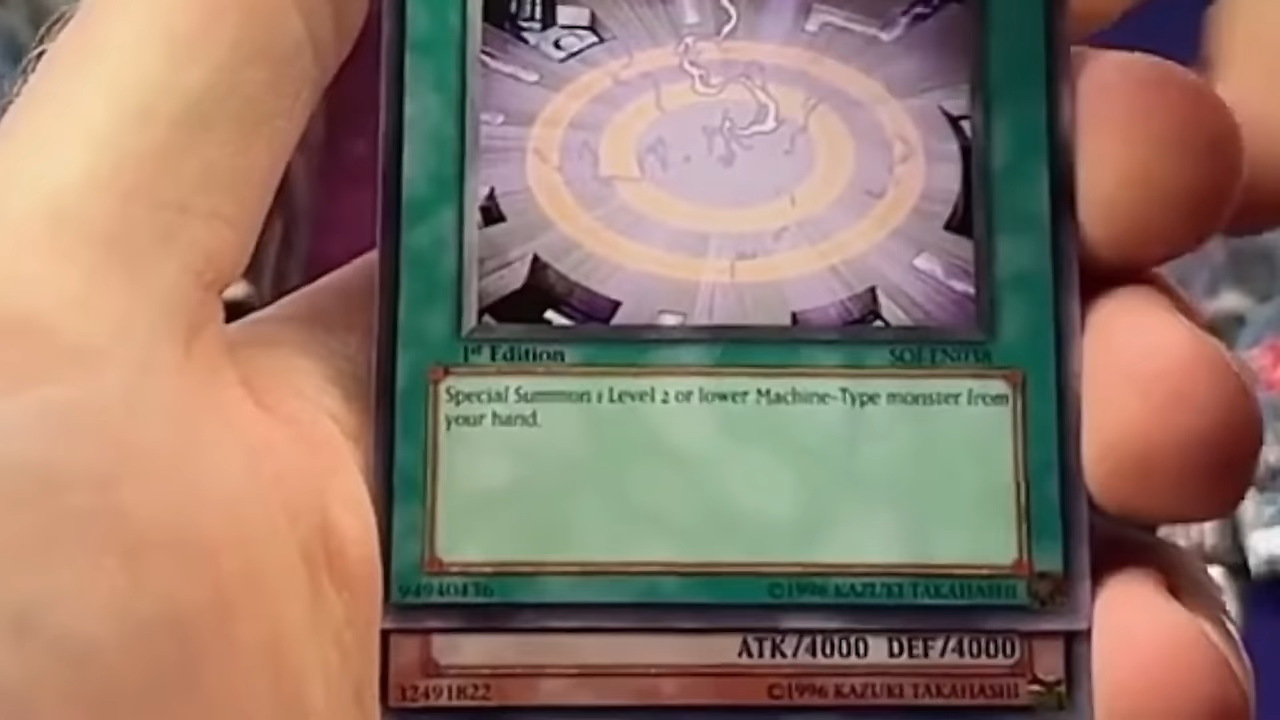 1st Edition
Special Summon 1 Level 2 or lower Machine-Type monster from
your hand.
94940436
©1996 KAZUKI TAKAHASHI
ATK/4000 DEF/4000
32491822
©1996 KAZUKI TAKAHASHI